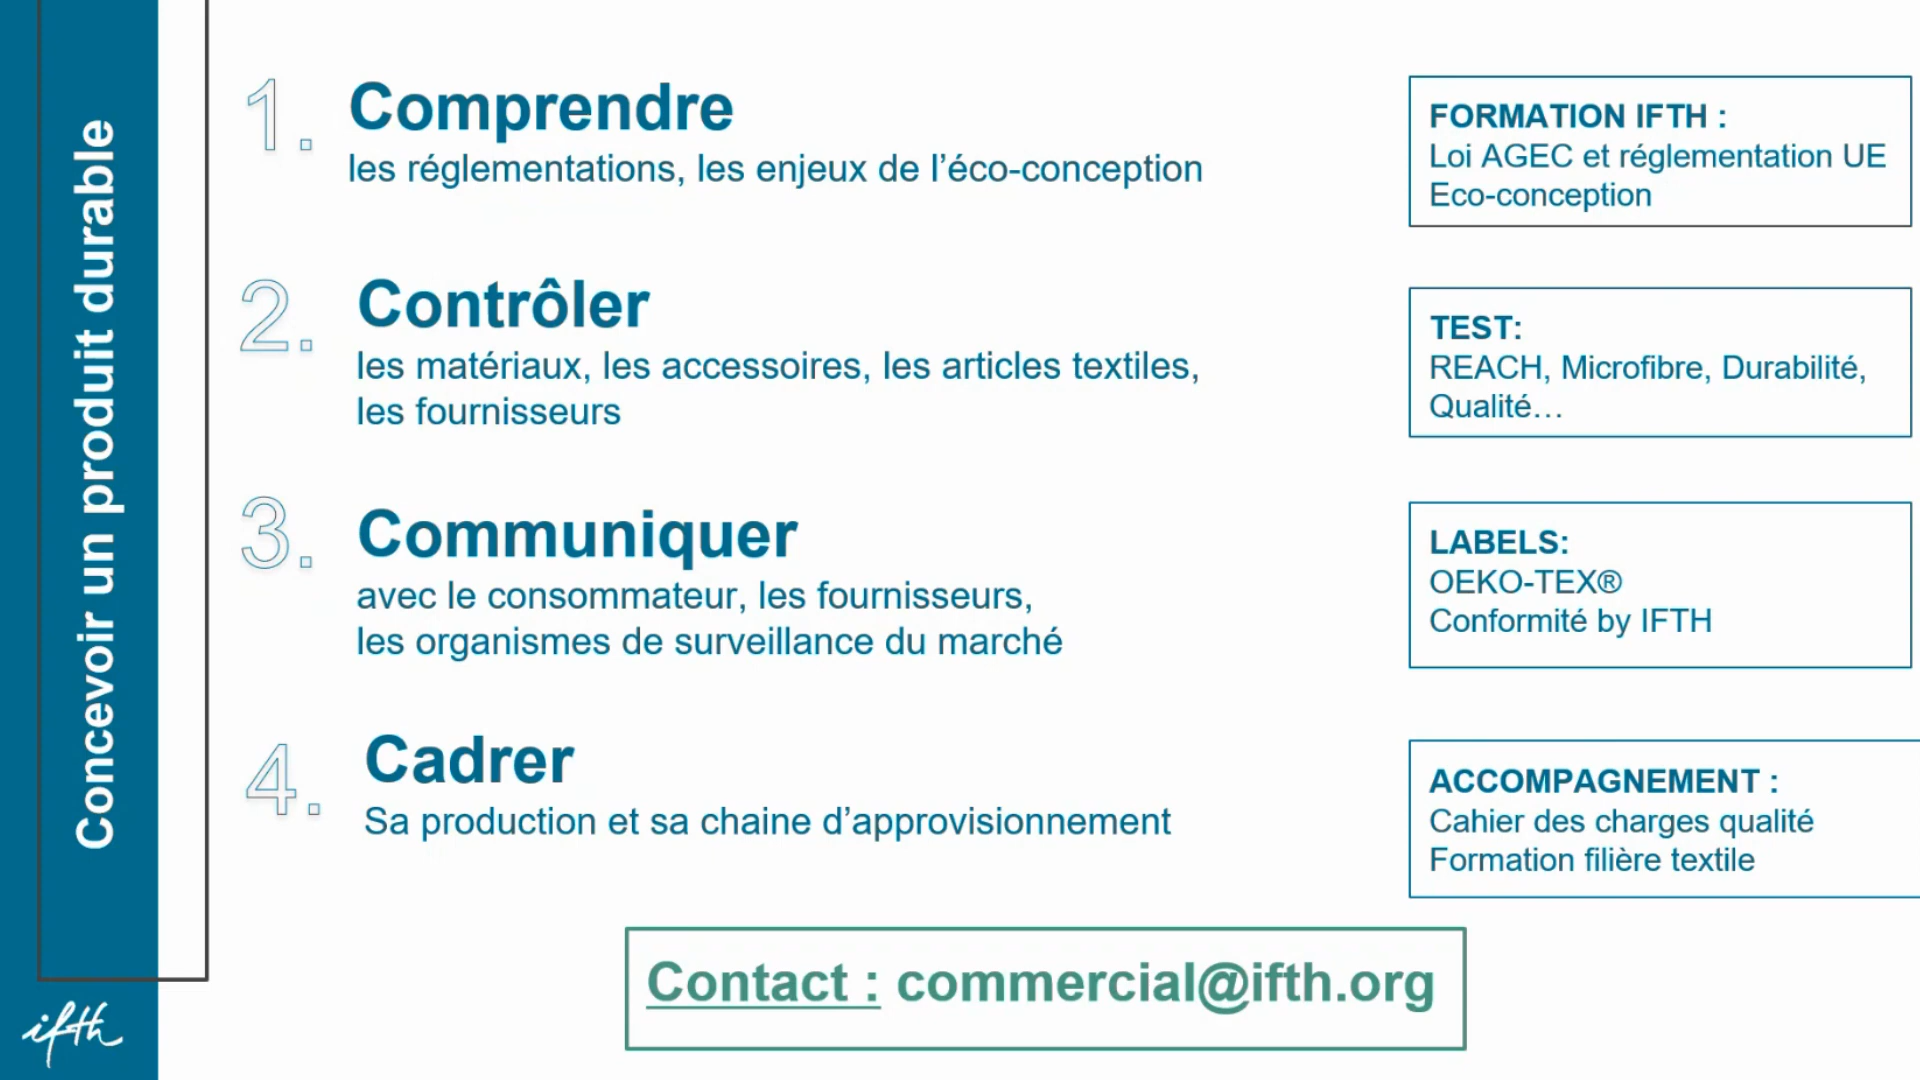 Concevoir un produit durable
1. Comprendre
les réglementations, les enjeux de l’éco-conception
FORMATION IFTH :
Loi AGEC et réglementation UE
Eco-conception
2. Contrôler
les matériaux, les accessoires, les articles textiles,
les fournisseurs
TEST:
REACH, Microfibre, Durabilité,
Qualité…
3. Communiquer
avec le consommateur, les fournisseurs,
les organismes de surveillance du marché
LABELS:
OEKO-TEX®
Conformité by IFTH
4. Cadrer
Sa production et sa chaine d’approvisionnement
ACCOMPAGNEMENT :
Cahier des charges qualité
Formation filière textile
Contact : commercial@ifth.org
ifth